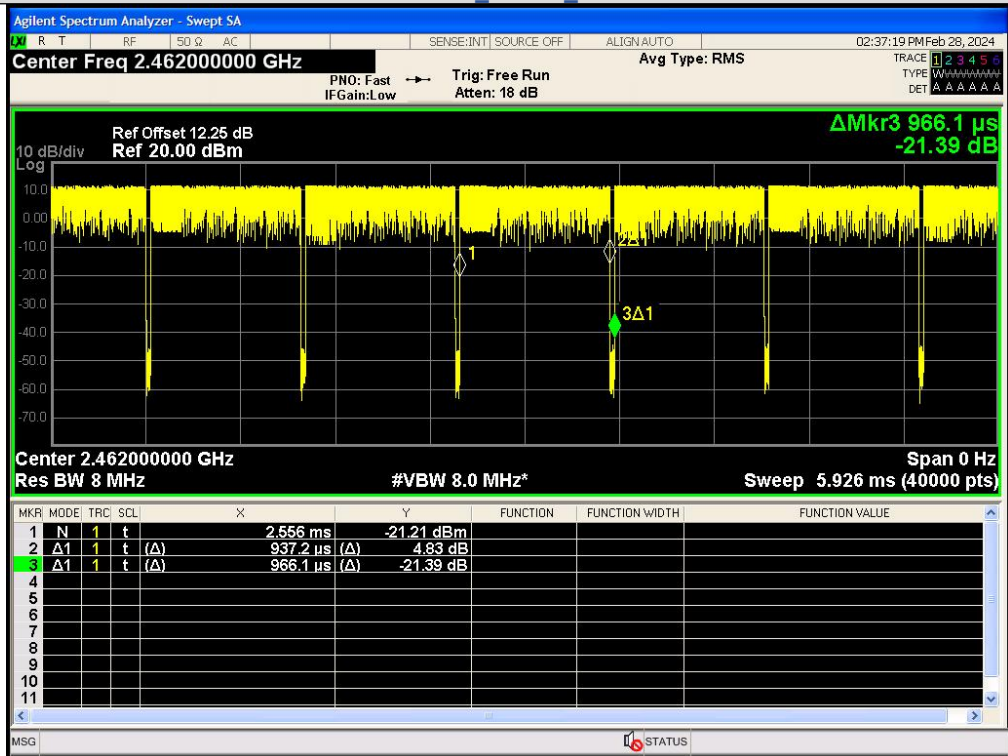 Agilent Spectrum Analyzer - Swept SA
LXI R T RF 50 Ω AC SENSE:INT SOURCE OFF ALIGN AUTO 02:37:19 PM Feb 28, 2024
Center Freq 2.462000000 GHz
PNO: Fast
IFGain:Low
Trig: Free Run
Atten: 18 dB
Avg Type: RMS
TRACE 1 2 3 4 5 6
TYPE W
DET A A A A A A
ΔMkr3 966.1 µs
-21.39 dB
Ref Offset 12.25 dB
10 dB/div Ref 20.00 dBm
Log
10.0
0.00
-10.0
-20.0
-30.0
-40.0
-50.0
-60.0
-70.0
1
2Δ1
3Δ1
Center 2.462000000 GHz Span 0 Hz
Res BW 8 MHz #VBW 8.0 MHz* Sweep 5.926 ms (40000 pts)
MKR MODE TRC SCL X Y FUNCTION FUNCTION WIDTH FUNCTION VALUE
1 N 1 t 2.556 ms -21.21 dBm
2 Δ1 1 t (Δ) 937.2 µs (Δ) 4.83 dB
3 Δ1 1 t (Δ) 966.1 µs (Δ) -21.39 dB
4
5
6
7
8
9
10
11
MSG STATUS